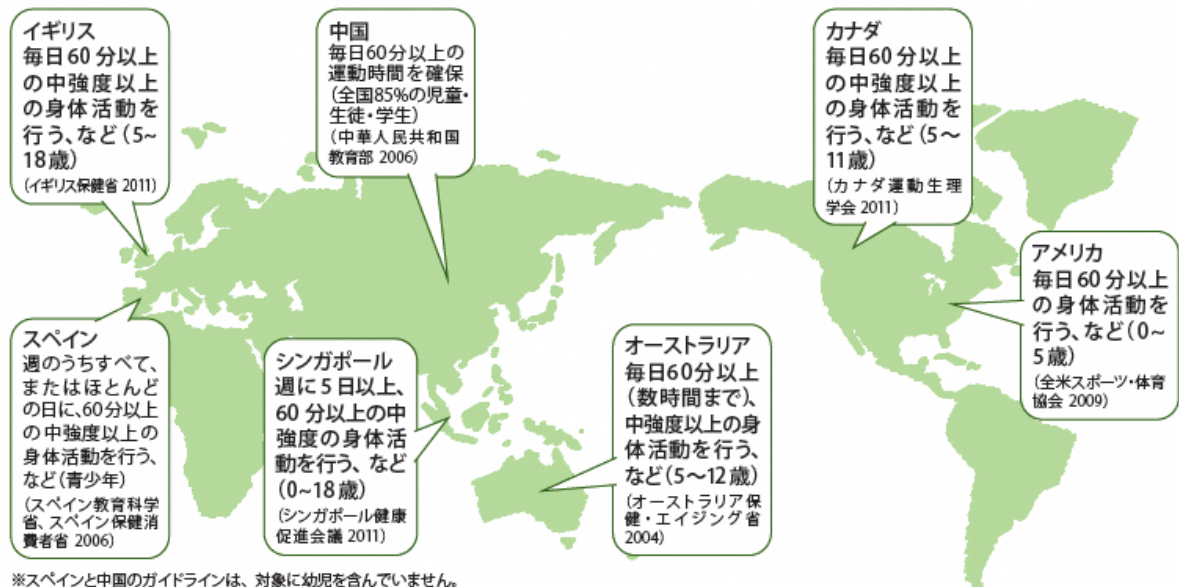 イギリス
毎日60分以上
の中強度以上
の身体活動を
行う、など（5~
18歳）
（イギリス保健省 2011）
中国
毎日60分以上の
運動時間を確保
（全国85%の児童・
生徒・学生）
（中華人民共和国
教育部 2006）
カナダ
毎日60分以上
の中強度以上
の身体活動を
行う、など（5〜
11歳）
（カナダ運動生理
学会 2011）
アメリカ
毎日60分以上
の身体活動を
行う、など（0~
5歳）
（全米スポーツ・体育
協会 2009）
スペイン
週のうちすべて、
またはほとんど
の日に、60分以上
の中強度以上の
身体活動を行う、
など（青少年）
（スペイン教育科学
省、スペイン保健消
費者省 2006）
シンガポール
週に5日以上、
60分以上の中
強度の身体活
動を行う、など
（0~18歳）
（シンガポール健康
促進会議 2011）
オーストラリア
毎日60分以上
（数時間まで）、
中強度以上の身
体活動を行う、
など（5〜12歳）
（オーストラリア保
健・エイジング省
2004）
※スペインと中国のガイドラインは、対象に幼児を含んでいません。